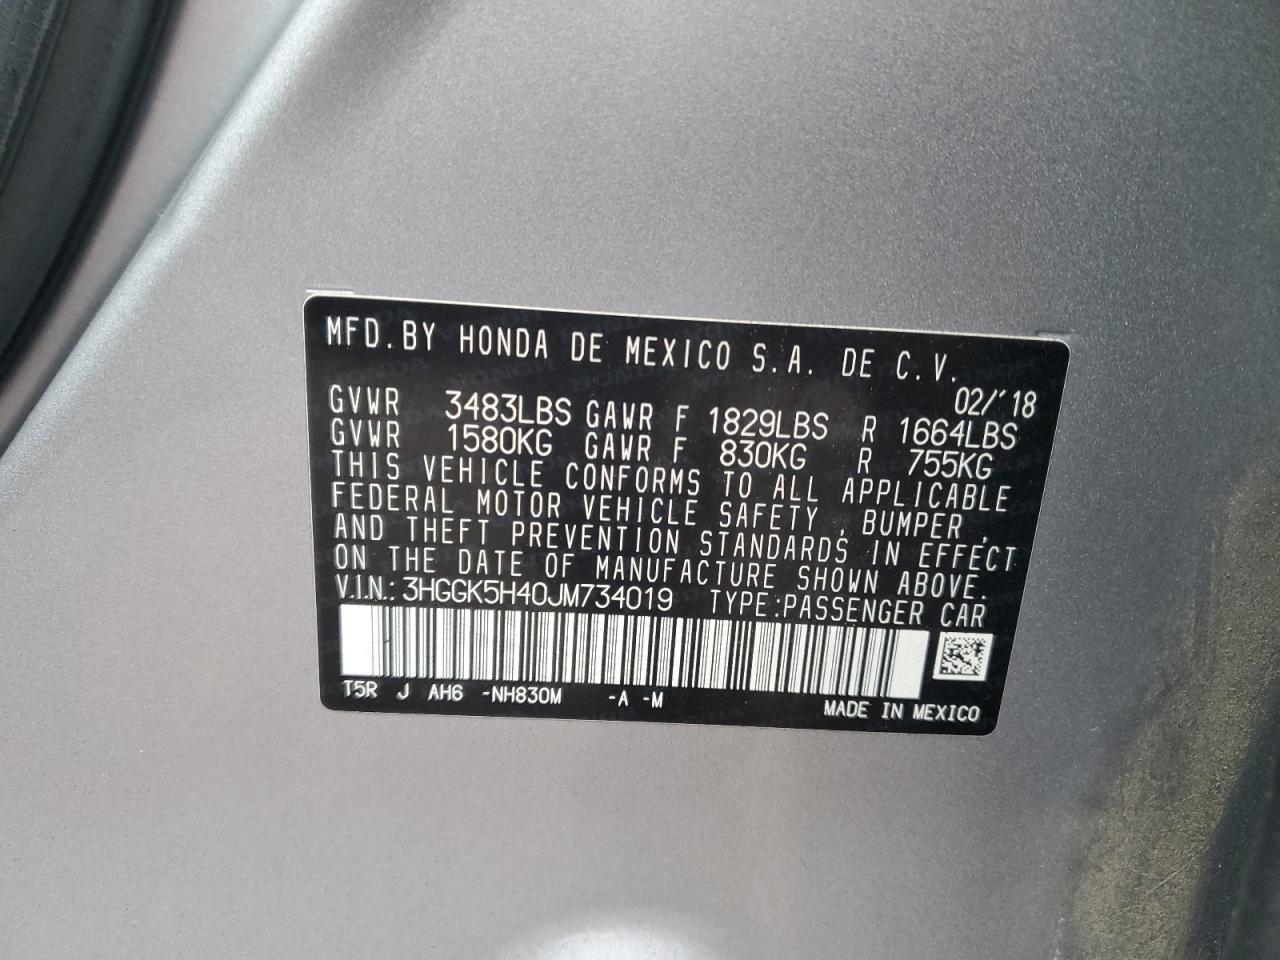 MFD.BY HONDA DE MEXICO S.A. DE C.V.
02/'18
GVWR 3483LBS GAWR F 1829LBS R 1664LBS
GVWR 1580KG GAWR F 830KG R 755KG
THIS VEHICLE CONFORMS TO ALL APPLICABLE
FEDERAL MOTOR VEHICLE SAFETY, BUMPER,
AND THEFT PREVENTION STANDARDS IN EFFECT
ON THE DATE OF MANUFACTURE SHOWN ABOVE.
V.I.N.: 3HGGK5H40JM734019 TYPE:PASSENGER CAR
T5R J AH6 -NH830M -A -M
MADE IN MEXICO